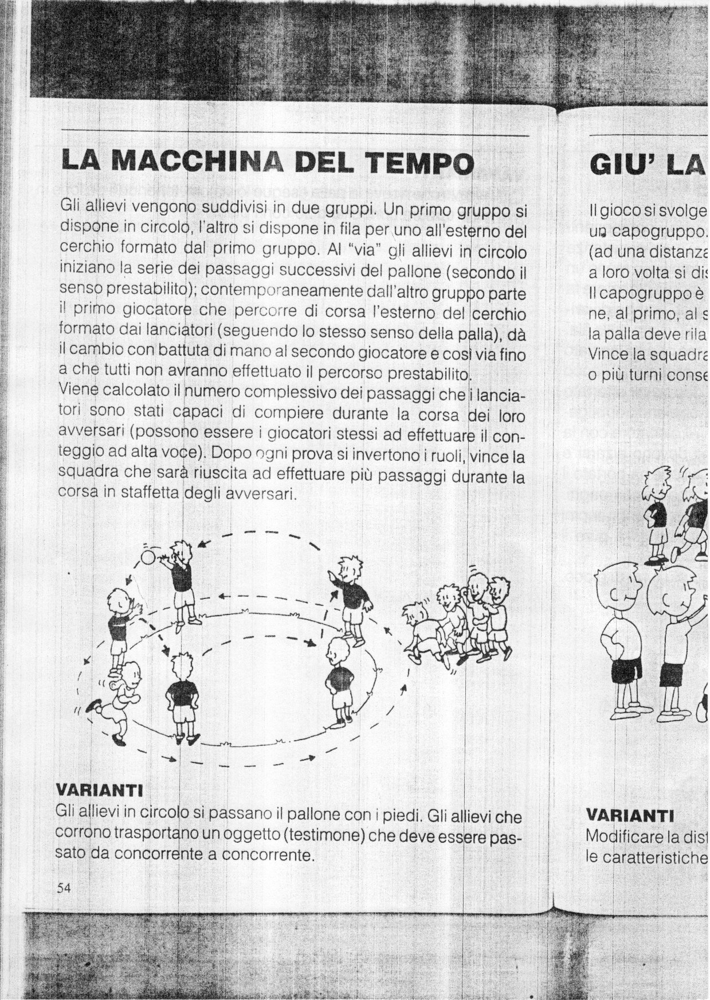 LA MACCHINA DEL TEMPO
Gli allievi vengono suddivisi in due gruppi. Un primo gruppo si
dispone in circolo, l'altro si dispone in fila per uno all'esterno del
cerchio formato dal primo gruppo. Al “via” gli allievi in circolo
iniziano la serie dei passaggi successivi del pallone (secondo il
senso prestabilito); contemporaneamente dall'altro gruppo parte
il primo giocatore che percorre di corsa l'esterno del cerchio
formato dai lanciatori (seguendo lo stesso senso della palla), dà
il cambio con battuta di mano al secondo giocatore e così via fino
a che tutti non avranno effettuato il percorso prestabilito.
Viene calcolato il numero complessivo dei passaggi che i lancia-
tori sono stati capaci di compiere durante la corsa dei loro
avversari (possono essere i giocatori stessi ad effettuare il con-
teggio ad alta voce). Dopo ogni prova si invertono i ruoli, vince la
squadra che sarà riuscita ad effettuare più passaggi durante la
corsa in staffetta degli avversari.
VARIANTI
Gli allievi in circolo si passano il pallone con i piedi. Gli allievi che
corrono trasportano un oggetto (testimone) che deve essere pas-
sato da concorrente a concorrente.
54
GIU' LA
Il gioco si svolge
un capogruppo.
(ad una distanza
a loro volta si dis
Il capogruppo è
ne, al primo, al s
la palla deve rila
Vince la squadra
o più turni conse
VARIANTI
Modificare la dist
le caratteristiche